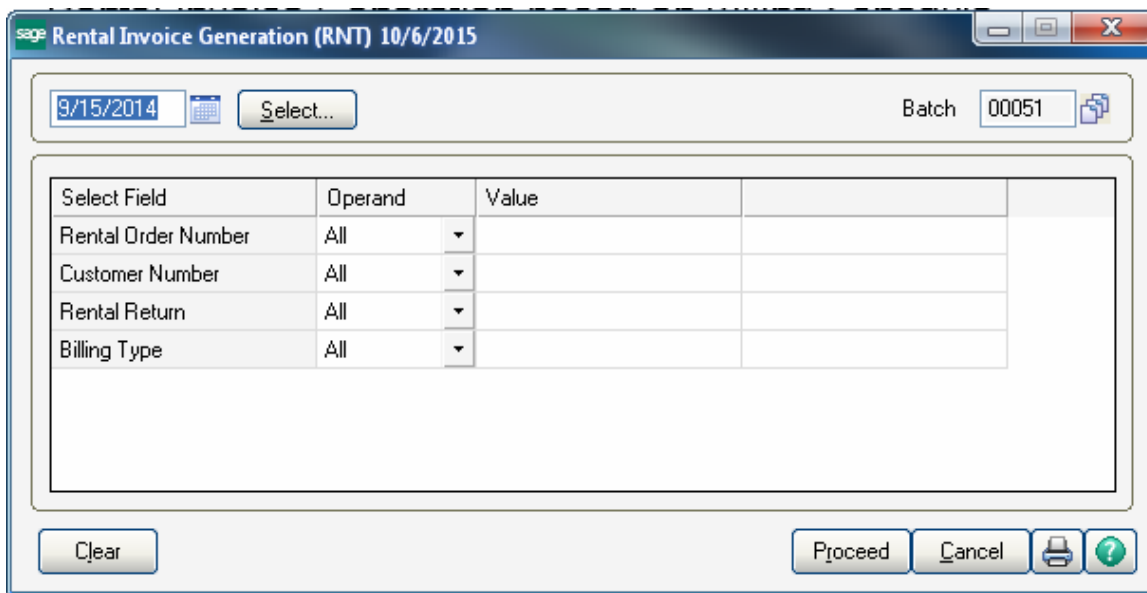 sage Rental Invoice Generation (RNT) 10/6/2015
9/15/2014 Select... Batch 00051
Select Field Operand Value
Rental Order Number All
Customer Number All
Rental Return All
Billing Type All
Clear Proceed Cancel